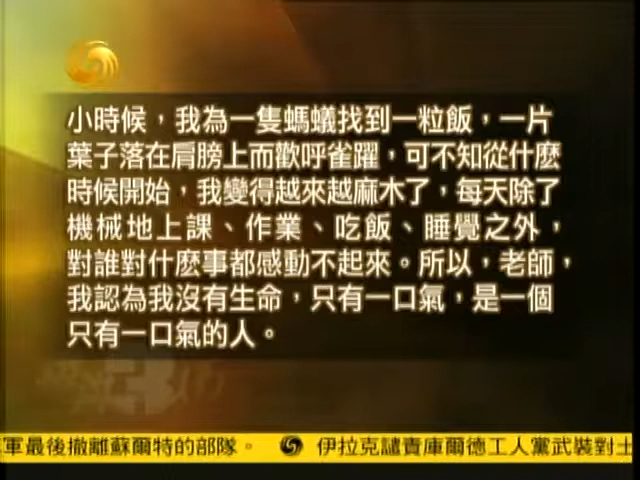 小時候，我為一隻螞蟻找到一粒飯，一片
葉子落在肩膀上而歡呼雀躍，可不知從什麼
時候開始，我變得越來越麻木了，每天除了
機械地上課、作業、吃飯、睡覺之外，
對誰對什麼事都感動不起來。所以，老師，
我認為我沒有生命，只有一口氣，是一個
只有一口氣的人。
軍最後撤離蘇爾特的部隊。 伊拉克譴責庫爾德工人黨武裝對土